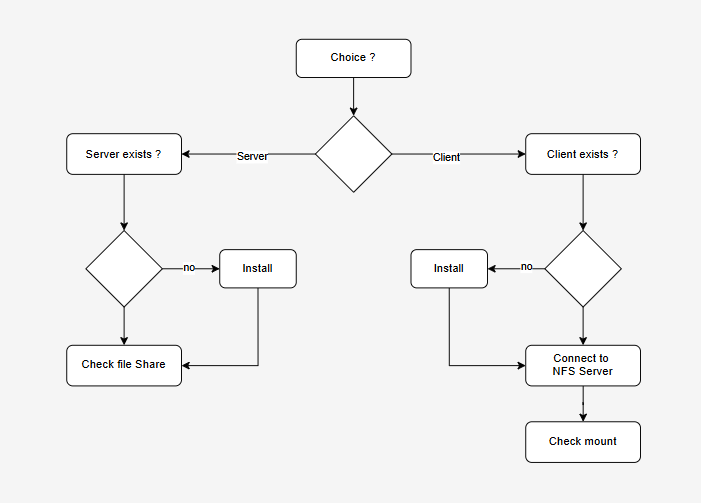 Choice ?
Server exists ?
Server
Client
Client exists ?
no
Install
Install
no
Check file Share
Connect to
NFS Server
Check mount